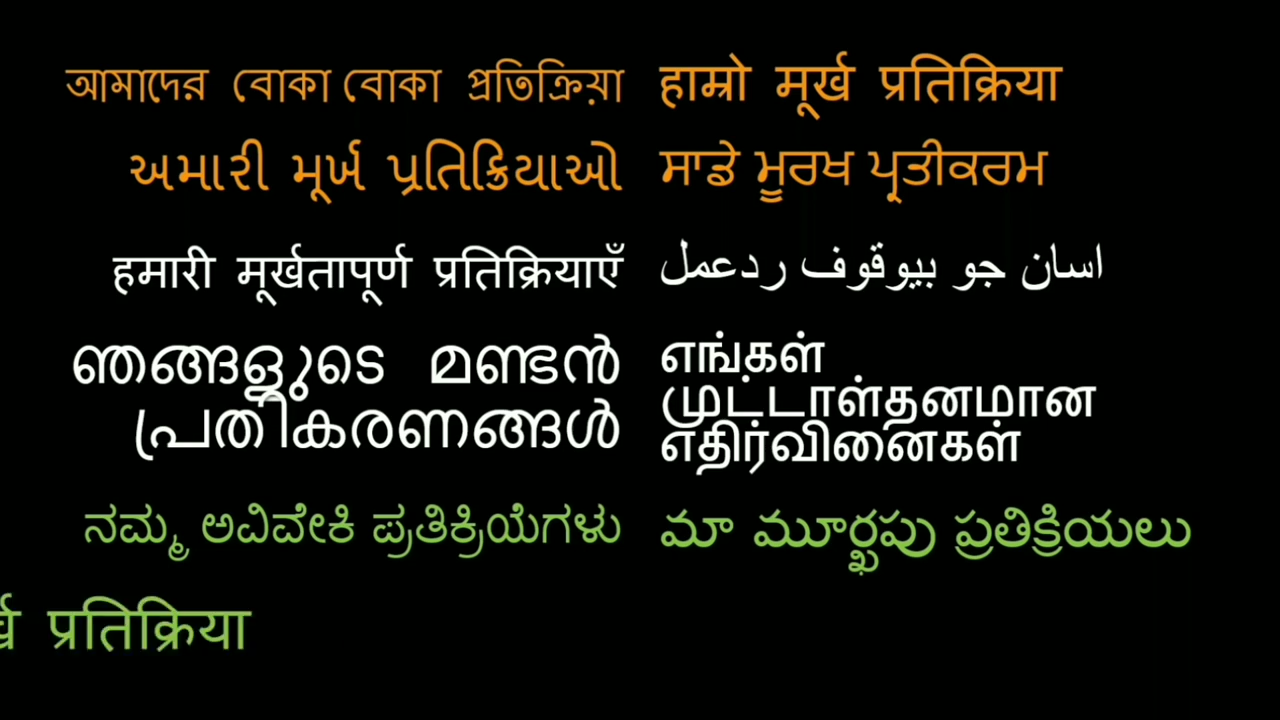 আমাদের বোকা বোকা প্রতিক্রিয়া
हाम्रो मूर्ख प्रतिक्रिया
અમારી મૂર્ખ પ્રતિક્રિયાઓ
ਸਾਡੇ ਮੂਰਖ ਪ੍ਰਤੀਕਰਮ
हमारी मूर्खतापूर्ण प्रतिक्रियाएँ
اسان جو بيوقوف ردعمل
ഞങ്ങളുടെ മണ്ടൻ
പ്രതികരണങ്ങൾ
எங்கள்
முட்டாள்தனமான
எதிர்வினைகள்
ನಮ್ಮ ಅವಿವೇಕಿ ಪ್ರತಿಕ್ರಿಯೆಗಳು
మా మూర్ఖపు ప్రతిక్రియలు
प्रतिक्रिया